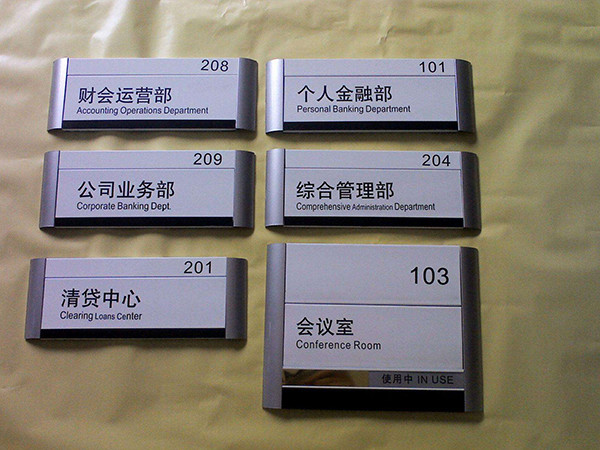 208
财会运营部
Accounting Operations Department
101
个人金融部
Personal Banking Department
209
公司业务部
Corporate Banking Dept.
204
综合管理部
Comprehensive Administration Department
201
清贷中心
Clearing Loans Center
103
会议室
Conference Room
使用中 IN USE